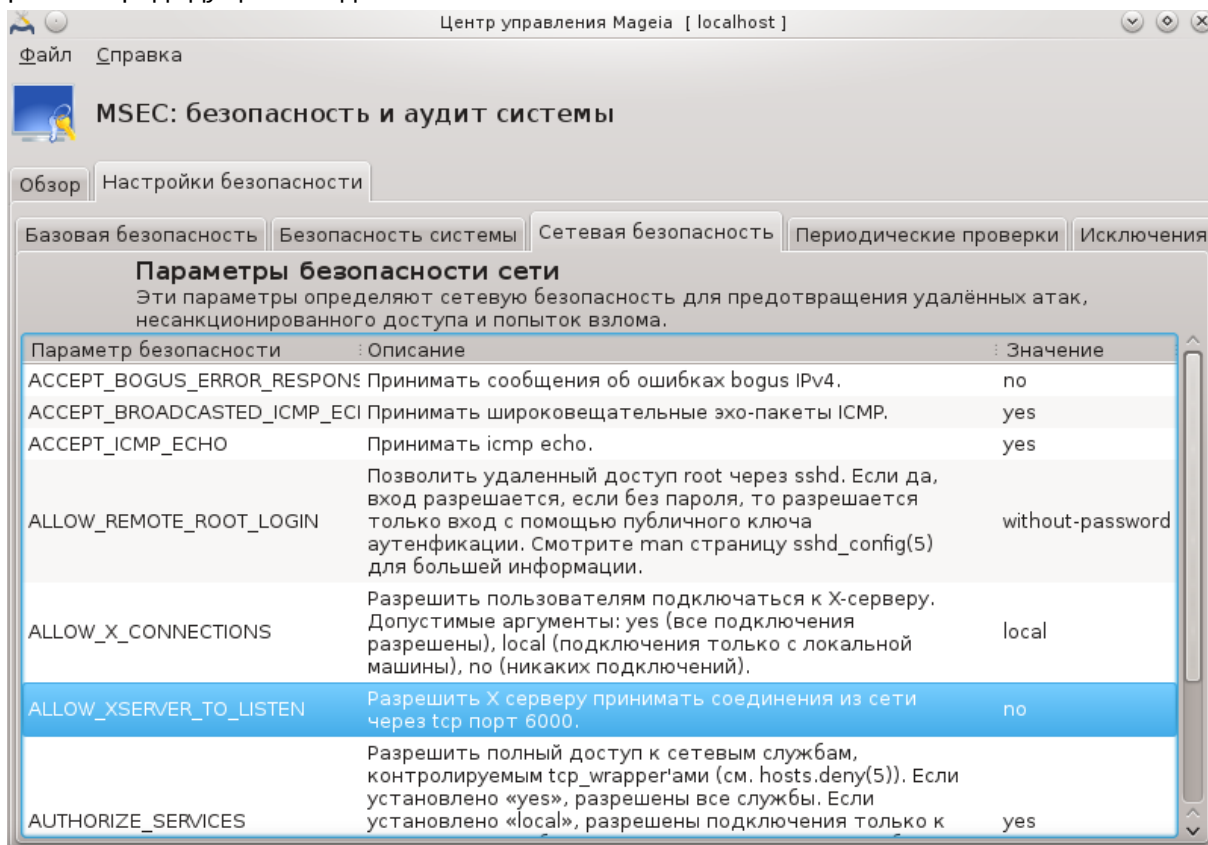 Центр управления Mageia [ localhost ]
Файл Справка
MSEC: безопасность и аудит системы
Обзор Настройки безопасности
Базовая безопасность Безопасность системы Сетевая безопасность Периодические проверки Исключения
Параметры безопасности сети
Эти параметры определяют сетевую безопасность для предотвращения удалённых атак,
несанкционированного доступа и попыток взлома.
Параметр безопасности Описание Значение
ACCEPT_BOGUS_ERROR_RESPONS Принимать сообщения об ошибках bogus IPv4. no
ACCEPT_BROADCASTED_ICMP_ECI Принимать широковещательные эхо-пакеты ICMP. yes
ACCEPT_ICMP_ECHO Принимать icmp echo. yes
Позволить удаленный доступ root через sshd. Если да,
вход разрешается, если без пароля, то разрешается
ALLOW_REMOTE_ROOT_LOGIN только вход с помощью публичного ключа without-password
аутенфикации. Смотрите man страницу sshd_config(5)
для большей информации.
Разрешить пользователям подключаться к X-серверу.
Допустимые аргументы: yes (все подключения
ALLOW_X_CONNECTIONS разрешены), local (подключения только с локальной local
машины), no (никаких подключений).
ALLOW_XSERVER_TO_LISTEN Разрешить X серверу принимать соединения из сети no
через tcp порт 6000.
Разрешить полный доступ к сетевым службам,
контролируемым tcp_wrapper'ами (см. hosts.deny(5)). Если
установлено «yes», разрешены все службы. Если
AUTHORIZE_SERVICES установлено «local», разрешены подключения только к yes